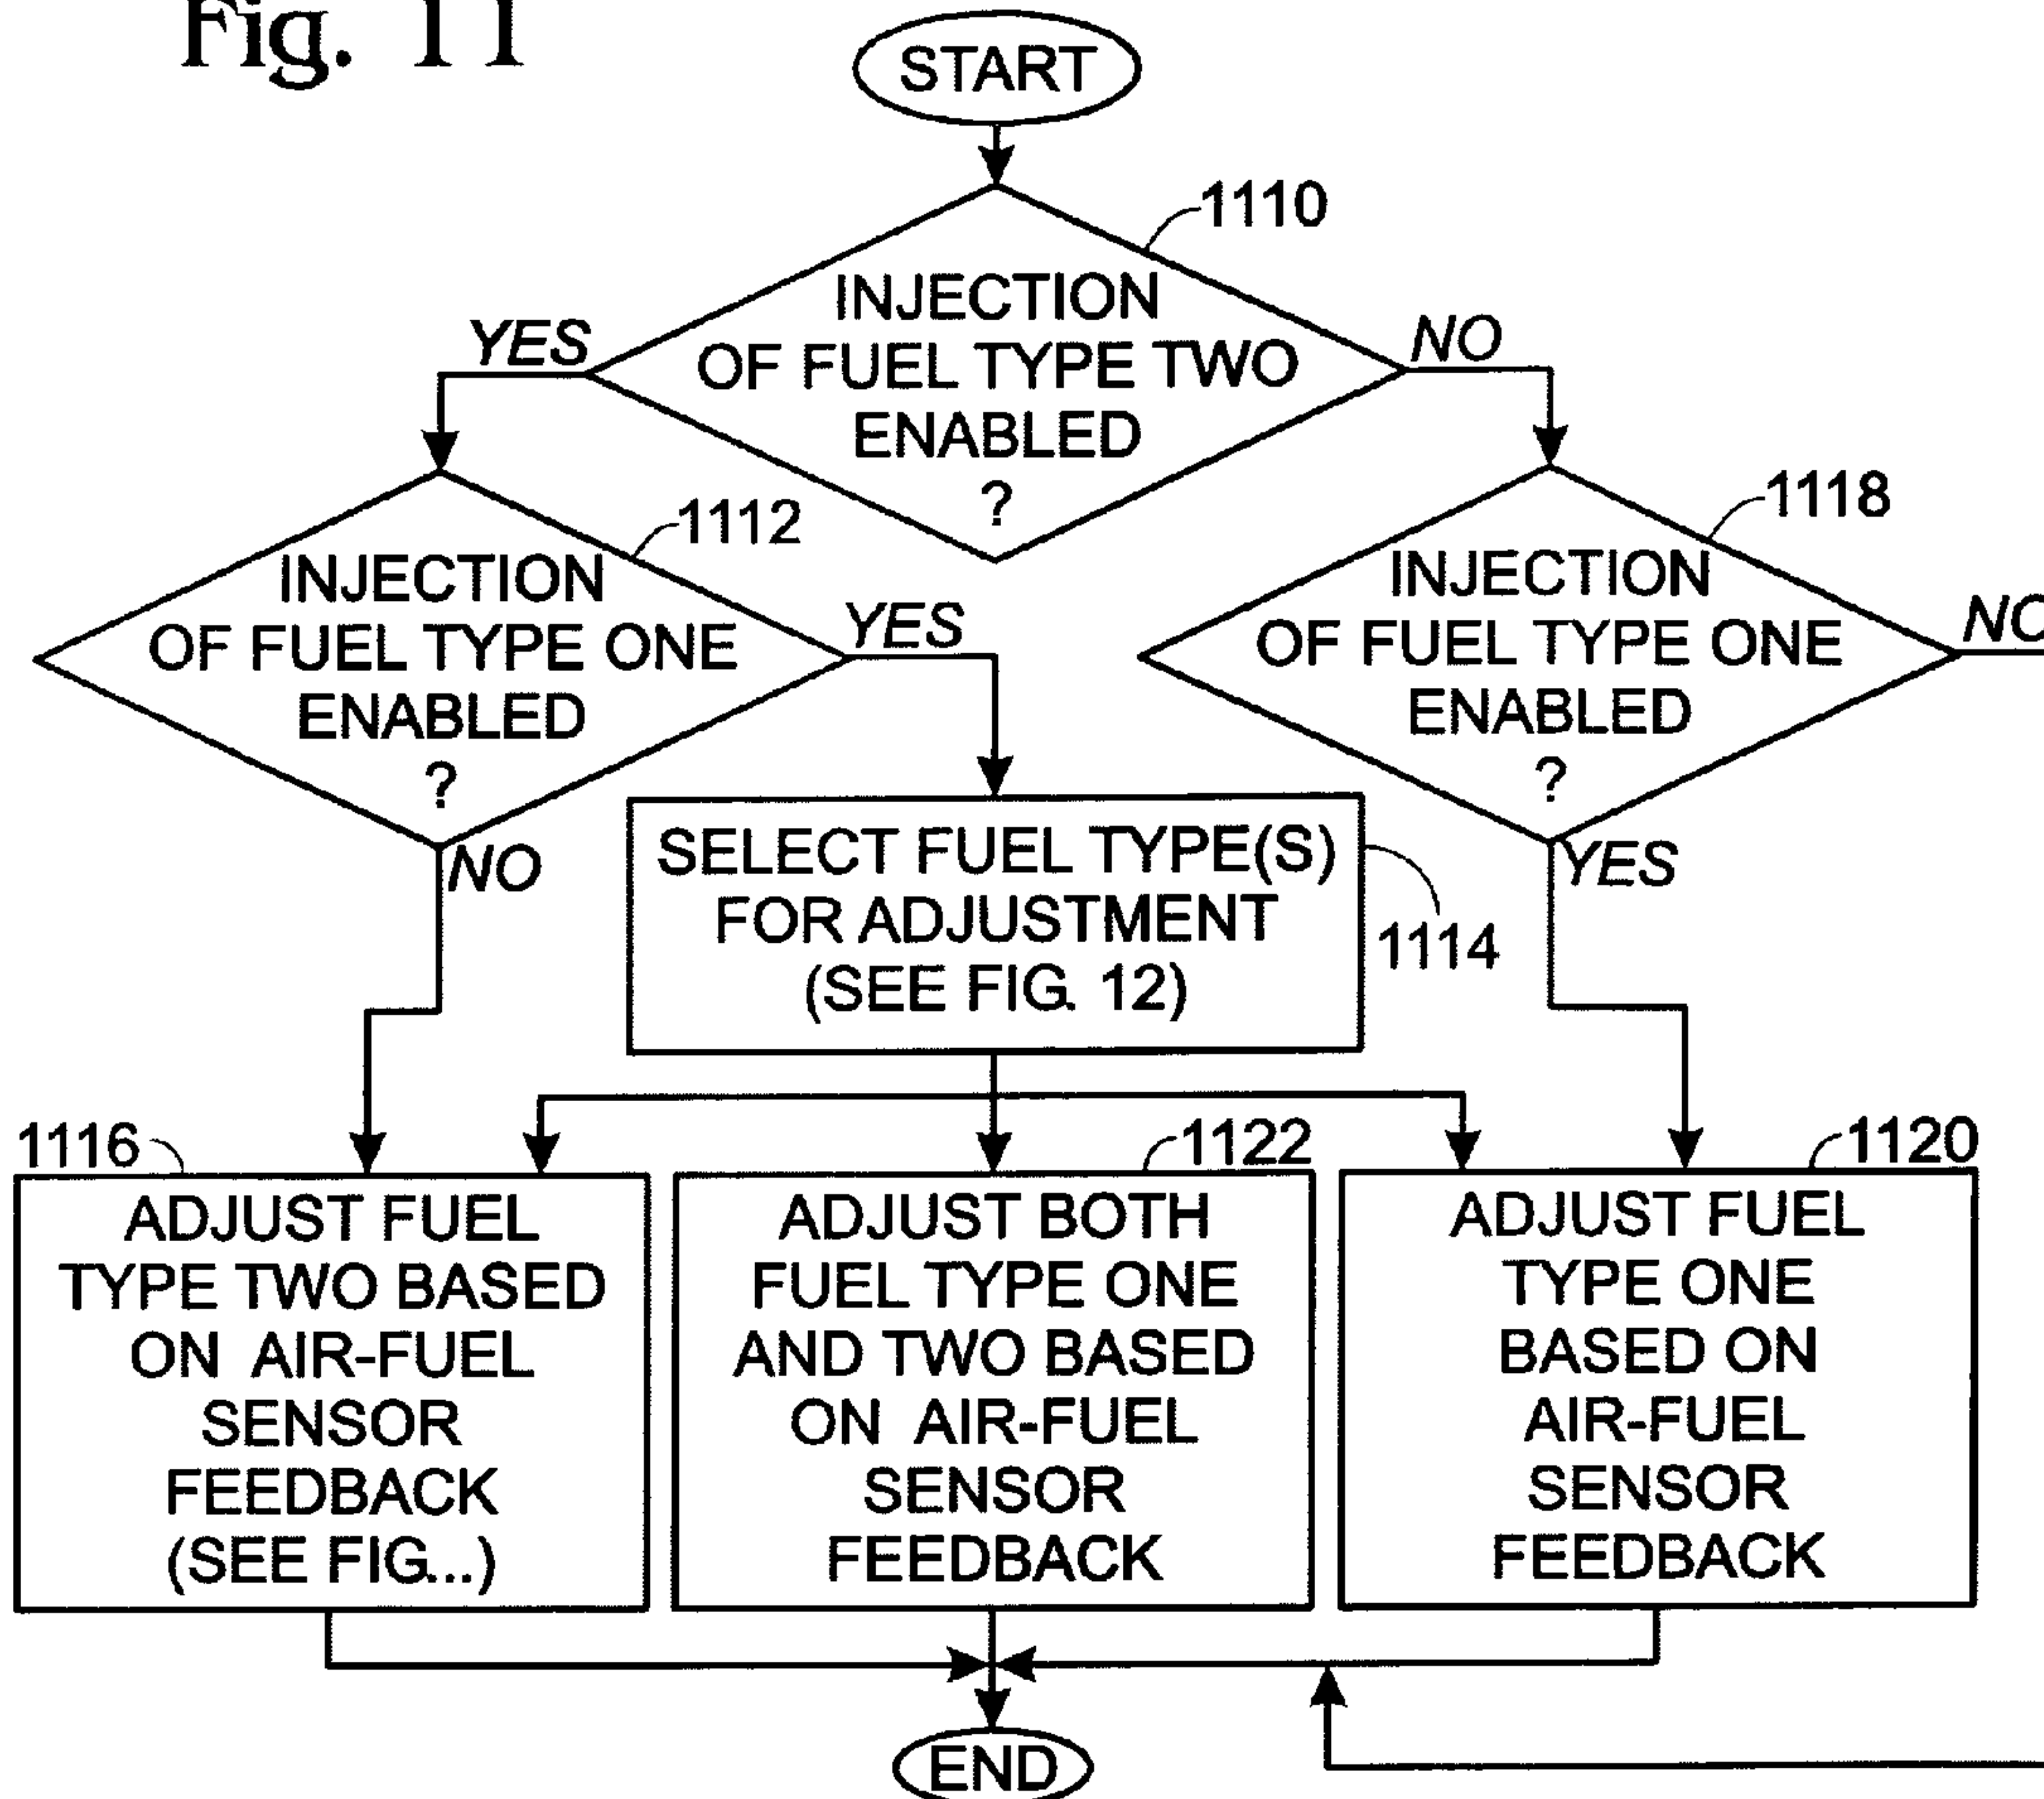 Fig. 11
START
1110
INJECTION
OF FUEL TYPE TWO
ENABLED
?
YES
NO
1112
INJECTION
OF FUEL TYPE ONE
ENABLED
?
YES
NO
1118
INJECTION
OF FUEL TYPE ONE
ENABLED
?
NO
YES
SELECT FUEL TYPE(S)
FOR ADJUSTMENT
(SEE FIG. 12)
1114
1116
ADJUST FUEL
TYPE TWO BASED
ON AIR-FUEL
SENSOR
FEEDBACK
(SEE FIG...)
1122
ADJUST BOTH
FUEL TYPE ONE
AND TWO BASED
ON AIR-FUEL
SENSOR
FEEDBACK
1120
ADJUST FUEL
TYPE ONE
BASED ON
AIR-FUEL
SENSOR
FEEDBACK
END